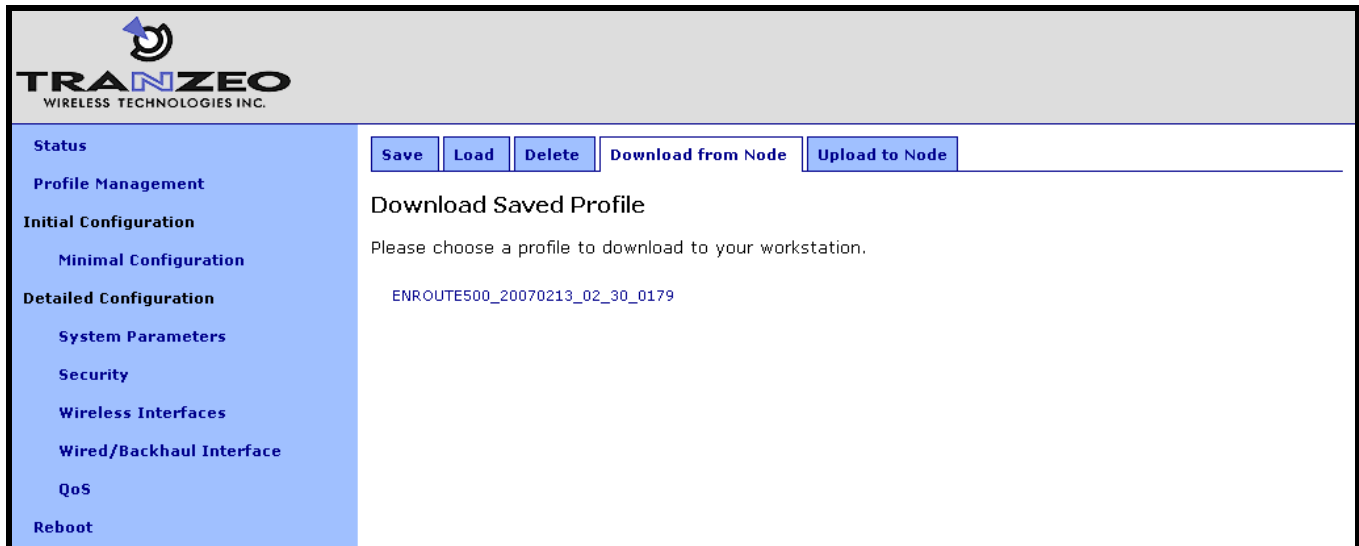 TRANZEO
WIRELESS TECHNOLOGIES INC.
Status
Profile Management
Initial Configuration
Minimal Configuration
Detailed Configuration
System Parameters
Security
Wireless Interfaces
Wired/Backhaul Interface
QoS
Reboot
Save Load Delete Download from Node Upload to Node
Download Saved Profile
Please choose a profile to download to your workstation.
ENROUTE500_20070213_02_30_0179